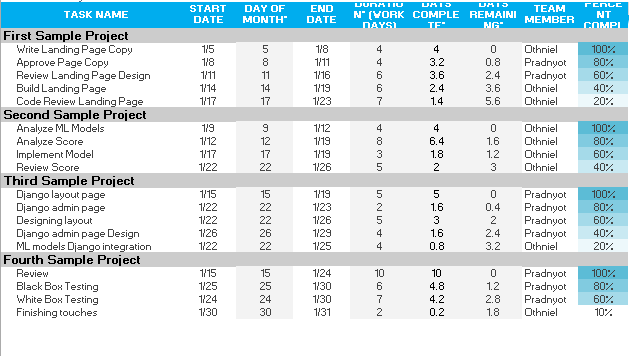 TASK NAME START DATE DAY OF MONTH* END DATE DURATIO N* (WORK DAYS) DAYS COMPLE TE* DAYS REMAINI NG* TEAM MEMBER PERCE NT COMPL
First Sample Project
Write Landing Page Copy 1/5 5 1/8 4 4 0 Othniel 100%
Approve Page Copy 1/8 8 1/11 4 3.2 0.8 Pradnyot 80%
Review Landing Page Design 1/11 11 1/16 6 3.6 2.4 Pradnyot 60%
Build Landing Page 1/14 14 1/19 6 2.4 3.6 Othniel 40%
Code Review Landing Page 1/17 17 1/23 7 1.4 5.6 Othniel 20%
Second Sample Project
Analyze ML Models 1/9 9 1/12 4 4 0 Othniel 100%
Analyze Score 1/12 12 1/19 8 6.4 1.6 Othniel 80%
Implement Model 1/17 17 1/19 3 1.8 1.2 Othniel 60%
Review Score 1/22 22 1/26 5 2 3 Othniel 40%
Third Sample Project
Django layout page 1/15 15 1/19 5 5 0 Pradnyot 100%
Django admin page 1/22 22 1/23 2 1.6 0.4 Pradnyot 80%
Designing layout 1/22 22 1/26 5 3 2 Pradnyot 60%
Django admin page Design 1/26 26 1/29 4 1.6 2.4 Pradnyot 40%
ML models Django integration 1/22 22 1/25 4 0.8 3.2 Othniel 20%
Fourth Sample Project
Review 1/15 15 1/24 10 10 0 Pradnyot 100%
Black Box Testing 1/25 25 1/30 6 4.8 1.2 Pradnyot 80%
White Box Testing 1/24 24 1/30 7 4.2 2.8 Pradnyot 60%
Finishing touches 1/30 30 1/31 2 0.2 1.8 Othniel 10%